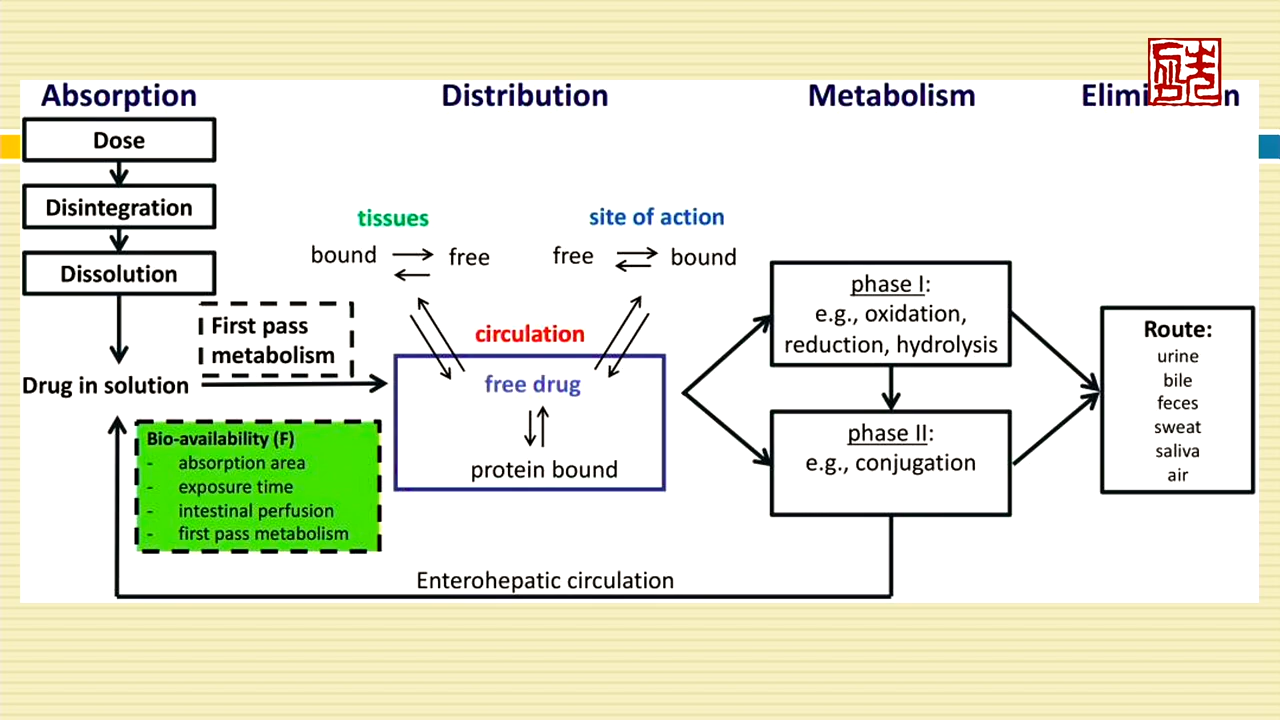 Absorption
Distribution
Metabolism
Dose
Disintegration
Dissolution
Drug in solution
First pass
metabolism
Bio-availability (F)
- absorption area
- exposure time
- intestinal perfusion
- first pass metabolism
tissues
bound free
site of action
free bound
circulation
free drug
protein bound
phase I:
e.g., oxidation,
reduction, hydrolysis
phase II:
e.g., conjugation
Route:
urine
bile
feces
sweat
saliva
air
Enterohepatic circulation